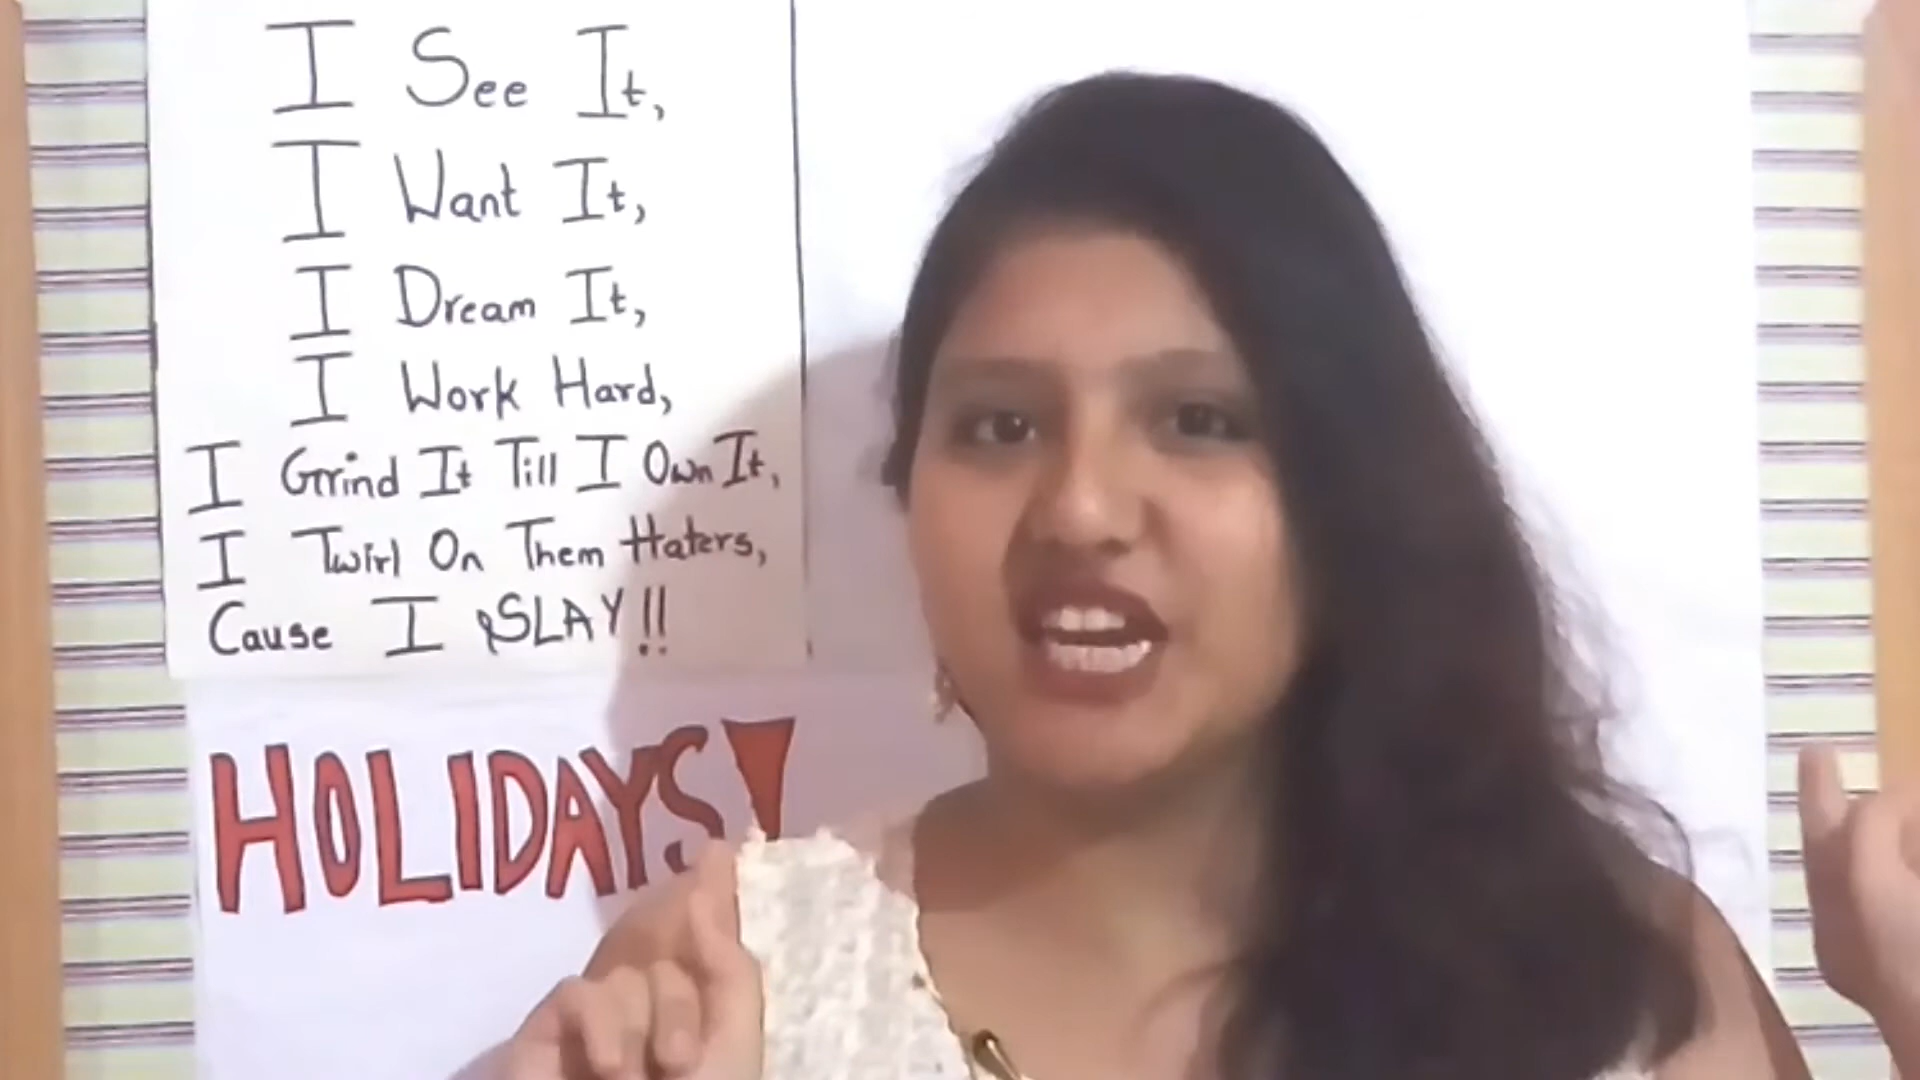 I See It,
I Want It,
I Dream It,
I Work Hard,
I Grind It Till I Own It,
I Twirl On Them Haters,
Cause I SLAY!!
HOLIDAYS!